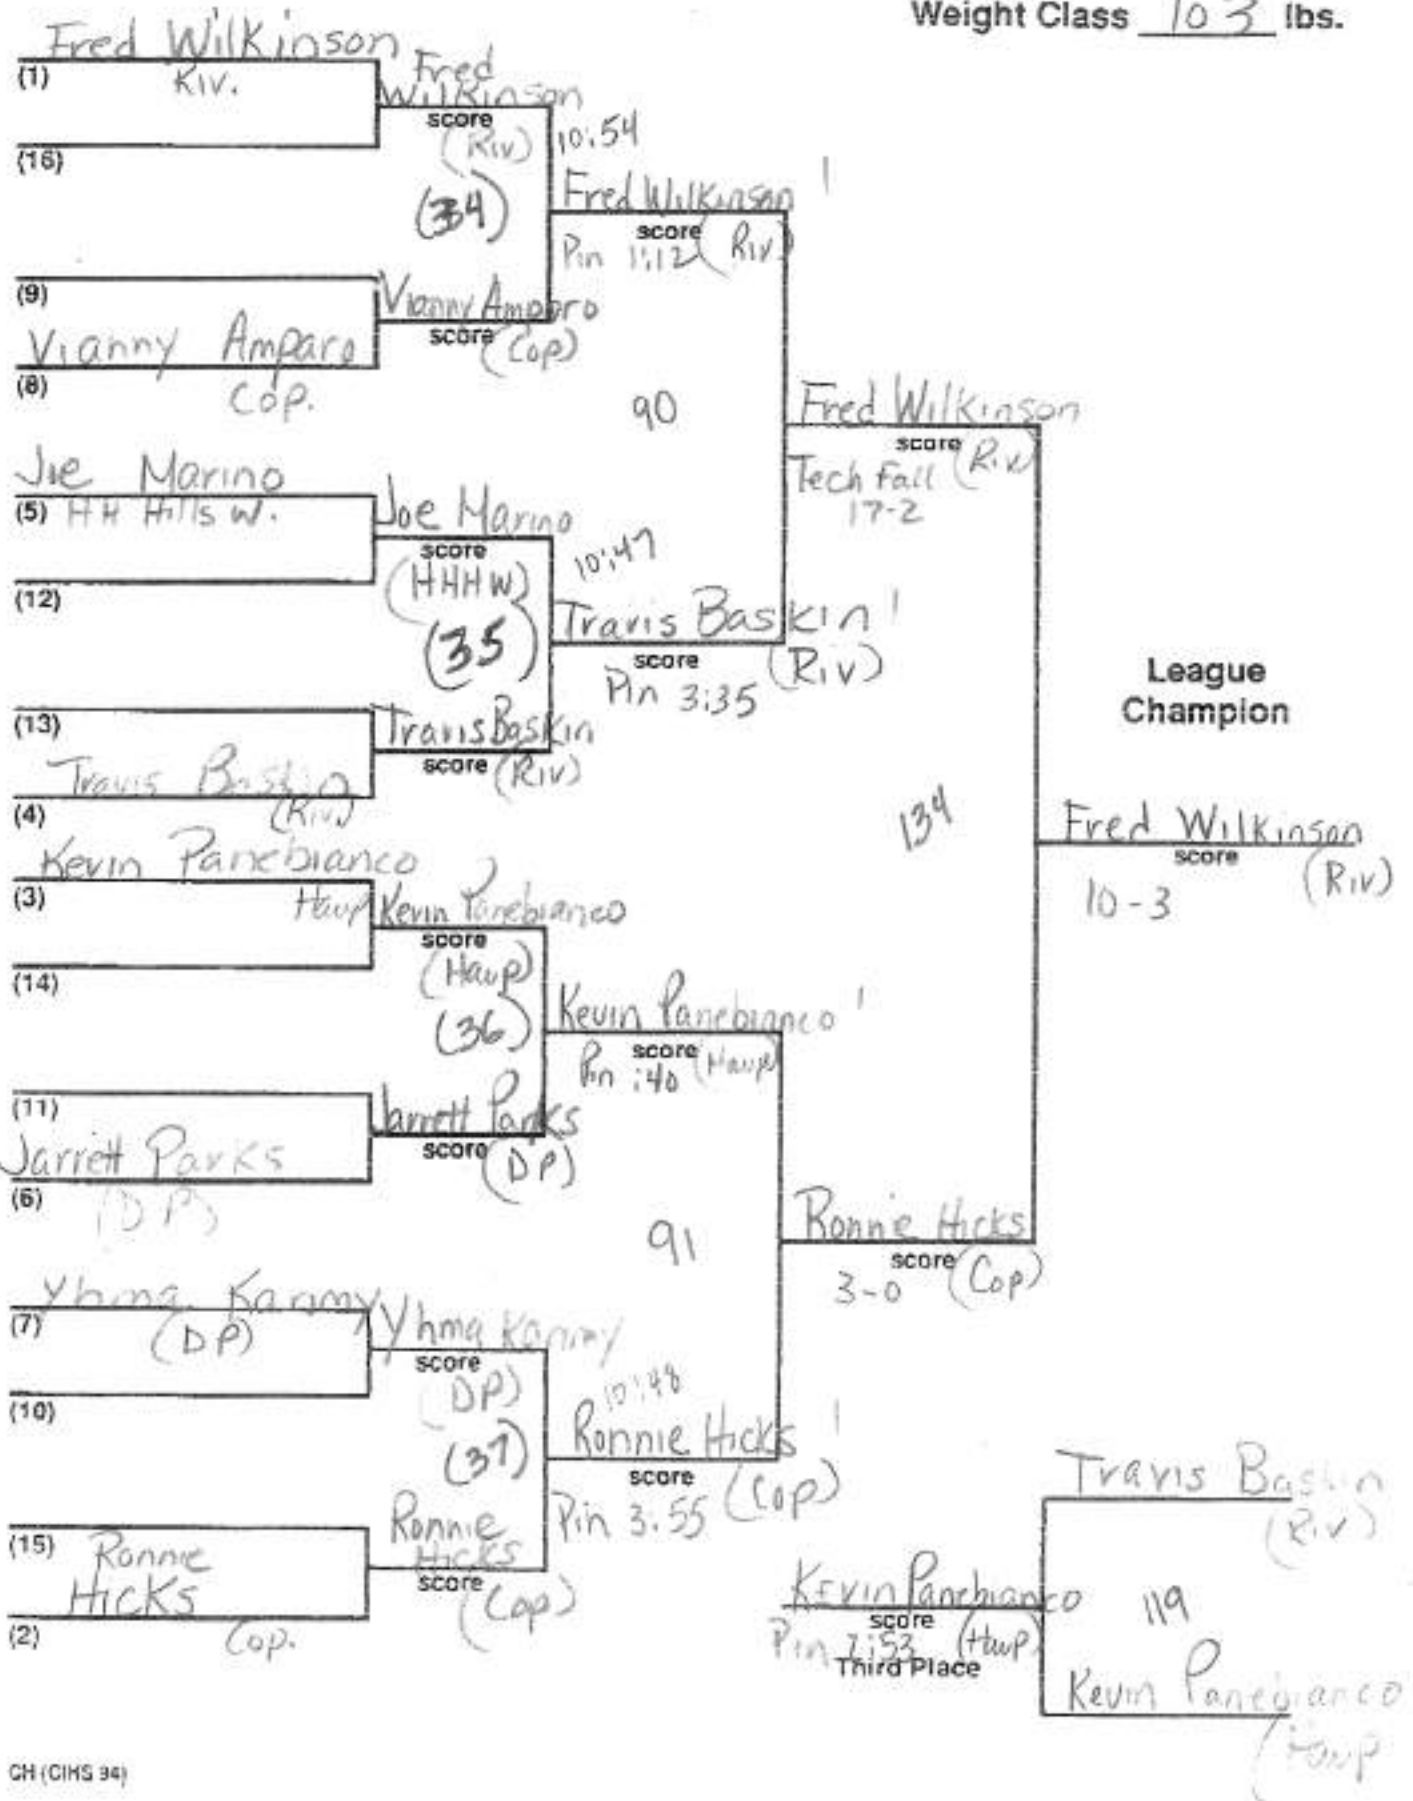 Weight Class 103 lbs.
Fred Wilkinson
(1) Riv.
(16)
Fred
Wilkinson
score
(Riv)
(34)
(9)
Vianny Amparo
(8) Cop.
Vianny Amparo
score
(Cop)
10:54
Fred Wilkinson
score
Pin 1:12 (Riv)
Joe Marino
(5) HH Hills W.
(12)
Joe Marino
score
(HHHW)
(35)
(13)
Travis Baskin
(4) (Riv)
Travis Baskin
score (Riv)
10:47
Travis Baskin
score (Riv)
Pin 3:35
90
Fred Wilkinson
score (Riv)
Tech Fall
17-2
Kevin Panebianco
(3) Haup
(14)
Kevin Panebianco
score
(Haup)
(36)
(11)
Jarrett Parks
(6) (DP)
Jarrett Parks
score (DP)
Kevin Panebianco
score (Haup)
Pin :40
Yhma Kanmy
(7) (DP)
(10)
Yhma Kanmy
score
(DP)
(37)
(15)
Ronnie
Hicks
(2) Cop.
Ronnie
Hicks
score (Cop)
10:48
Ronnie Hicks
score (Cop)
Pin 3:55
91
Ronnie Hicks
score (Cop)
3-0
134
League
Champion
Fred Wilkinson
score (Riv)
10-3
Travis Baskin
(Riv)
119
Kevin Panebianco
(Haup
Kevin Panebianco
score (Haup)
Pin
Third Place
CH (CIHS 94)